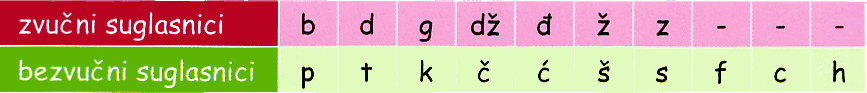 zvučni suglasnici b d g dž đ ž z - - -
bezvučni suglasnici p t k č ć š s f c h